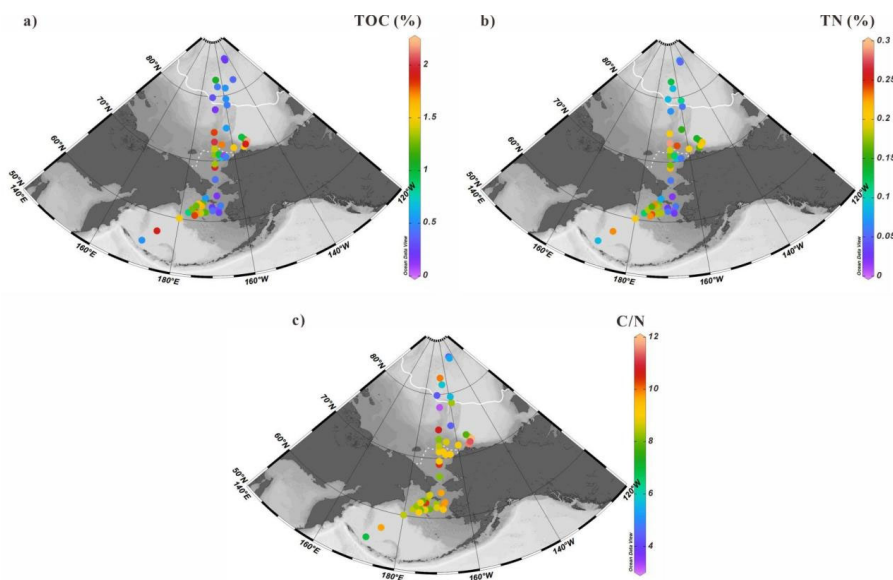 a) TOC (%)
80°N
70°N
60°N
50°N
140°E
160°E
180°E
160°W
140°W
120°W
2
1.5
1
0.5
0
Ocean Data View
b) TN (%)
80°N
70°N
60°N
50°N
140°E
160°E
180°E
160°W
140°W
120°W
0.3
0.25
0.2
0.15
0.1
0.05
0
Ocean Data View
c) C/N
80°N
70°N
60°N
50°N
140°E
160°E
180°E
160°W
140°W
120°W
12
10
8
6
4
Ocean Data View